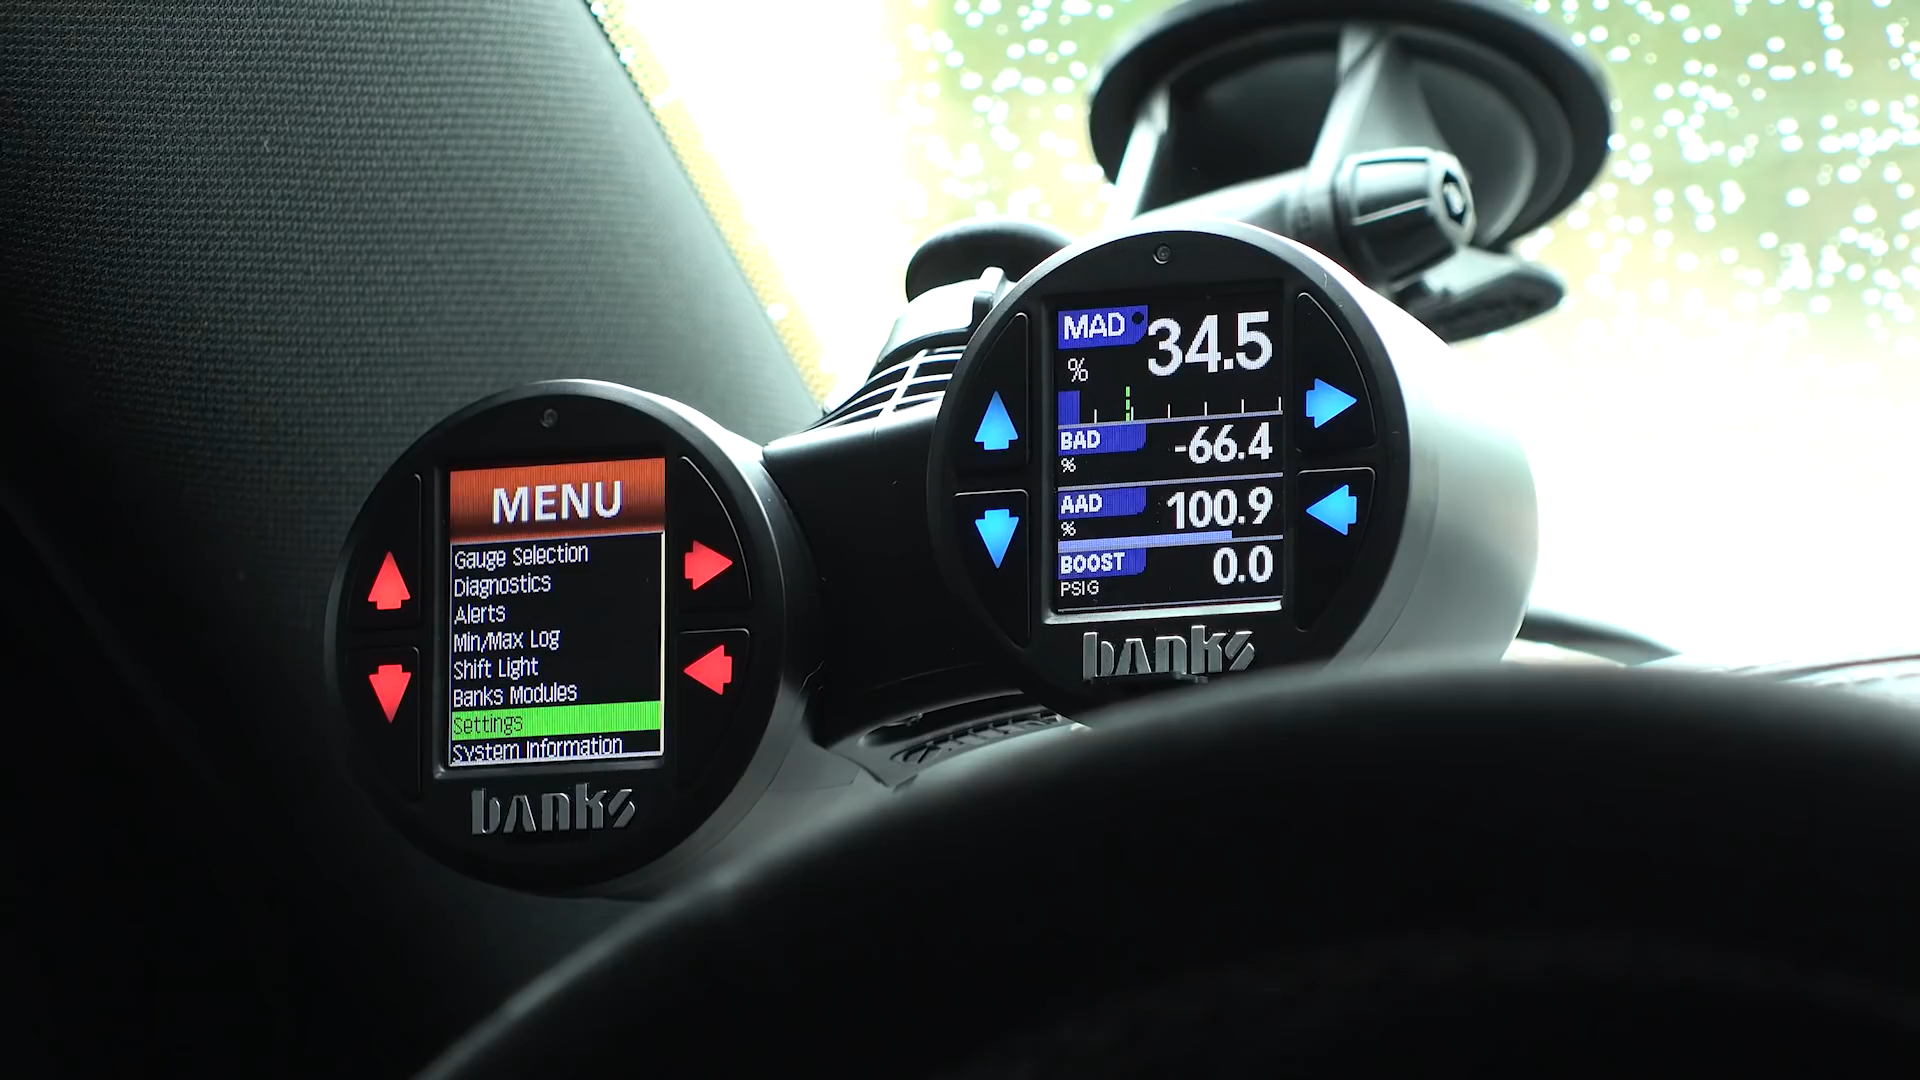 MENU
Gauge Selection
Diagnostics
Alerts
Min/Max Log
Shift Light
Banks Modules
Settings
System Information
banks
MAD 34.5
%
BAD -66.4
%
AAD 100.9
%
BOOST 0.0
PSIG
banks